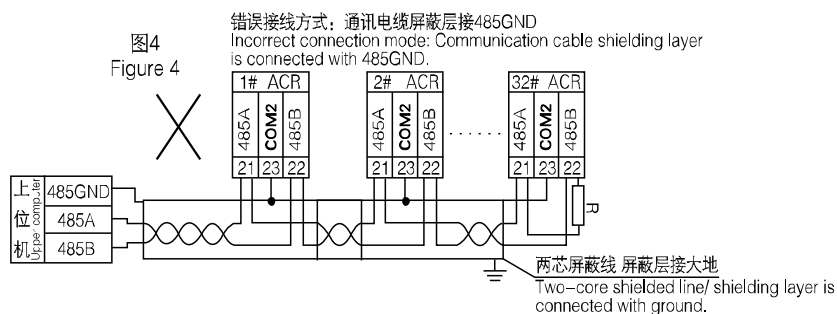 错误接线方式：通讯电缆屏蔽层接485GND
Incorrect connection mode: Communication cable shielding layer
is connected with 485GND.
图4
Figure 4
1# ACR
485A COM2 485B
21 23 22
2# ACR
485A COM2 485B
21 23 22
......
32# ACR
485A COM2 485B
21 23 22
R
上位机
Upper computer
485GND
485A
485B
两芯屏蔽线 屏蔽层接大地
Two-core shielded line/ shielding layer is
connected with ground.